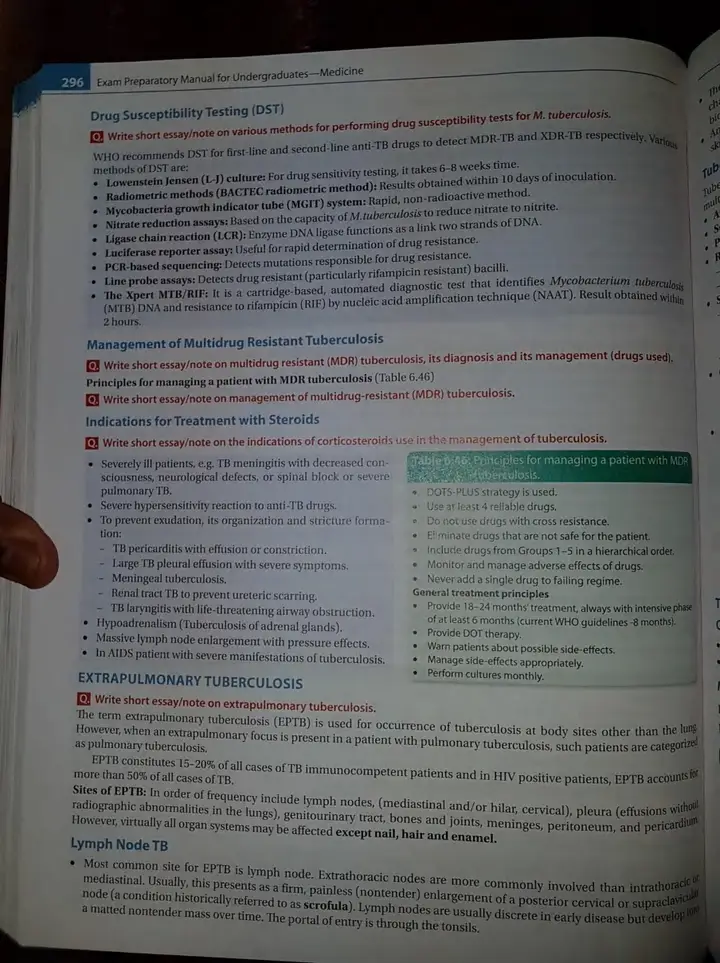 296 Exam Preparatory Manual for Undergraduates—Medicine
Drug Susceptibility Testing (DST)
Q. Write short essay/note on various methods for performing drug susceptibility tests for M. tuberculosis.
WHO recommends DST for first-line and second-line anti-TB drugs to detect MDR-TB and XDR-TB respectively. Various
methods of DST are:
• Lowenstein Jensen (L-J) culture: For drug sensitivity testing, it takes 6–8 weeks time.
• Radiometric methods (BACTEC radiometric method): Results obtained within 10 days of inoculation.
• Mycobacteria growth indicator tube (MGIT) system: Rapid, non-radioactive method.
• Nitrate reduction assays: Based on the capacity of M.tuberculosis to reduce nitrate to nitrite.
• Ligase chain reaction (LCR): Enzyme DNA ligase functions as a link two strands of DNA.
• Luciferase reporter assay: Useful for rapid determination of drug resistance.
• PCR-based sequencing: Detects mutations responsible for drug resistance.
• Line probe assays: Detects drug resistant (particularly rifampicin resistant) bacilli.
• The Xpert MTB/RIF: It is a cartridge-based, automated diagnostic test that identifies Mycobacterium tuberculosis
(MTB) DNA and resistance to rifampicin (RIF) by nucleic acid amplification technique (NAAT). Result obtained within
2 hours.
Management of Multidrug Resistant Tuberculosis
Q. Write short essay/note on multidrug resistant (MDR) tuberculosis, its diagnosis and its management (drugs used).
Principles for managing a patient with MDR tuberculosis (Table 6.46)
Q. Write short essay/note on management of multidrug-resistant (MDR) tuberculosis.
Indications for Treatment with Steroids
Q. Write short essay/note on the indications of corticosteroids use in the management of tuberculosis.
• Severely ill patients, e.g. TB meningitis with decreased con-
sciousness, neurological defects, or spinal block or severe
pulmonary TB.
• Severe hypersensitivity reaction to anti-TB drugs.
• To prevent exudation, its organization and stricture forma-
tion:
– TB pericarditis with effusion or constriction.
– Large TB pleural effusion with severe symptoms.
– Meningeal tuberculosis.
– Renal tract TB to prevent ureteric scarring.
– TB laryngitis with life-threatening airway obstruction.
• Hypoadrenalism (Tuberculosis of adrenal glands).
• Massive lymph node enlargement with pressure effects.
• In AIDS patient with severe manifestations of tuberculosis.
Table 6.46: Principles for managing a patient with MDR
tuberculosis.
• DOTS-PLUS strategy is used.
• Use at least 4 reliable drugs.
• Do not use drugs with cross resistance.
• Eliminate drugs that are not safe for the patient.
• Include drugs from Groups 1–5 in a hierarchical order.
• Monitor and manage adverse effects of drugs.
• Never add a single drug to failing regime.
General treatment principles
• Provide 18–24 months' treatment, always with intensive phase
of at least 6 months (current WHO guidelines -8 months).
• Provide DOT therapy.
• Warn patients about possible side-effects.
• Manage side-effects appropriately.
• Perform cultures monthly.
EXTRAPULMONARY TUBERCULOSIS
Q. Write short essay/note on extrapulmonary tuberculosis.
The term extrapulmonary tuberculosis (EPTB) is used for occurrence of tuberculosis at body sites other than the lung.
However, when an extrapulmonary focus is present in a patient with pulmonary tuberculosis, such patients are categorized
as pulmonary tuberculosis.
EPTB constitutes 15–20% of all cases of TB immunocompetent patients and in HIV positive patients, EPTB accounts for
more than 50% of all cases of TB.
Sites of EPTB: In order of frequency include lymph nodes, (mediastinal and/or hilar, cervical), pleura (effusions without
radiographic abnormalities in the lungs), genitourinary tract, bones and joints, meninges, peritoneum, and pericardium.
However, virtually all organ systems may be affected except nail, hair and enamel.
Lymph Node TB
• Most common site for EPTB is lymph node. Extrathoracic nodes are more commonly involved than intrathoracic or
mediastinal. Usually, this presents as a firm, painless (nontender) enlargement of a posterior cervical or supraclavicular
node (a condition historically referred to as scrofula). Lymph nodes are usually discrete in early disease but develop into
a matted nontender mass over time. The portal of entry is through the tonsils.